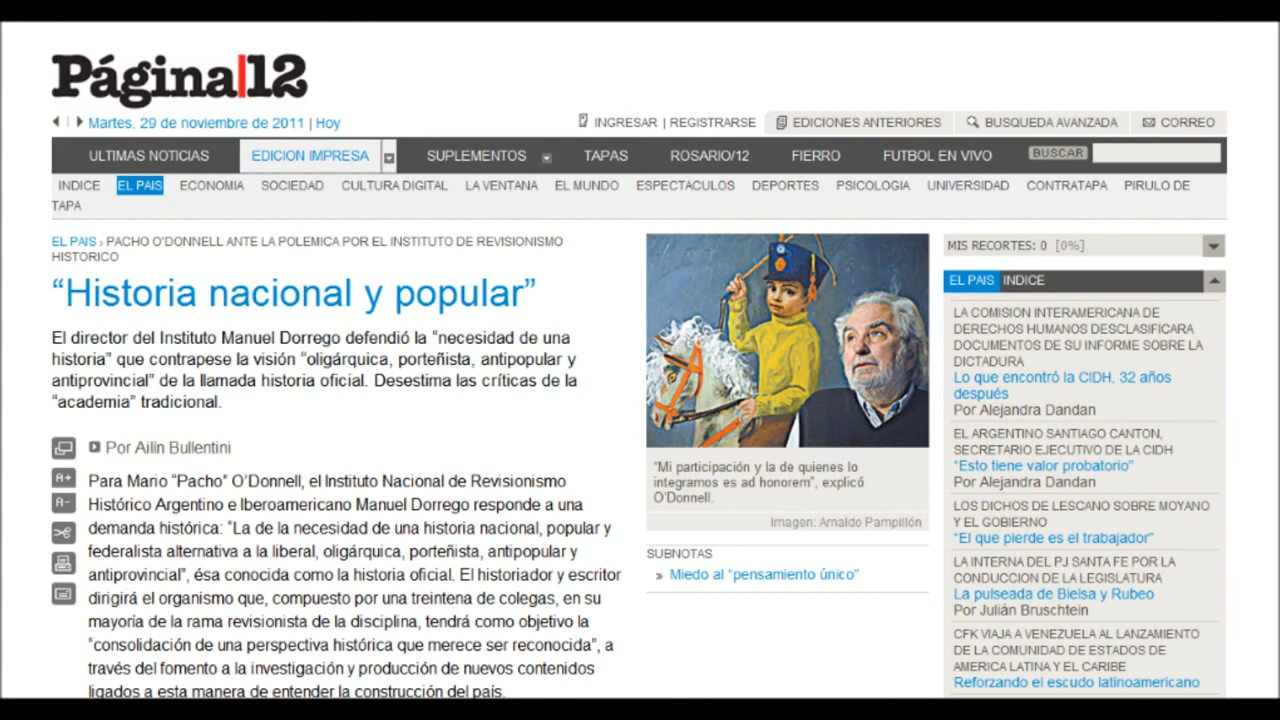 Página|12
Martes, 29 de noviembre de 2011 | Hoy
INGRESAR | REGISTRARSE
EDICIONES ANTERIORES
BUSQUEDA AVANZADA
CORREO
ULTIMAS NOTICIAS
EDICION IMPRESA
SUPLEMENTOS
TAPAS
ROSARIO/12
FIERRO
FUTBOL EN VIVO
BUSCAR
INDICE EL PAIS ECONOMIA SOCIEDAD CULTURA DIGITAL LA VENTANA EL MUNDO ESPECTACULOS DEPORTES PSICOLOGIA UNIVERSIDAD CONTRATAPA PIRULO DE
TAPA
EL PAIS › PACHO O'DONNELL ANTE LA POLEMICA POR EL INSTITUTO DE REVISIONISMO
HISTORICO
“Historia nacional y popular”
El director del Instituto Manuel Dorrego defendió la “necesidad de una
historia” que contrapese la visión “oligárquica, porteñista, antipopular y
antiprovincial” de la llamada historia oficial. Desestima las críticas de la
“academia” tradicional.
Por Ailín Bullentini
A+
A-
Para Mario “Pacho” O’Donnell, el Instituto Nacional de Revisionismo
Histórico Argentino e Iberoamericano Manuel Dorrego responde a una
demanda histórica: “La de la necesidad de una historia nacional, popular y
federalista alternativa a la liberal, oligárquica, porteñista, antipopular y
antiprovincial”, ésa conocida como la historia oficial. El historiador y escritor
dirigirá el organismo que, compuesto por una treintena de colegas, en su
mayoría de la rama revisionista de la disciplina, tendrá como objetivo la
“consolidación de una perspectiva histórica que merece ser reconocida”, a
través del fomento a la investigación y producción de nuevos contenidos
ligados a esta manera de entender la construcción del país.
“Mi participación y la de quienes lo
integramos es ad honorem”, explicó
O’Donnell.
Imagen: Arnaldo Pampillón
SUBNOTAS
» Miedo al “pensamiento único”
MIS RECORTES: 0 [0%]
EL PAIS INDICE
LA COMISION INTERAMERICANA DE
DERECHOS HUMANOS DESCLASIFICARA
DOCUMENTOS DE SU INFORME SOBRE LA
DICTADURA
Lo que encontró la CIDH, 32 años
después
Por Alejandra Dandan
EL ARGENTINO SANTIAGO CANTON,
SECRETARIO EJECUTIVO DE LA CIDH
“Esto tiene valor probatorio”
Por Alejandra Dandan
LOS DICHOS DE LESCANO SOBRE MOYANO
Y EL GOBIERNO
“El que pierde es el trabajador”
LA INTERNA DEL PJ SANTA FE POR LA
CONDUCCION DE LA LEGISLATURA
La pulseada de Bielsa y Rubeo
Por Julián Bruschtein
CFK VIAJA A VENEZUELA AL LANZAMIENTO
DE LA COMUNIDAD DE ESTADOS DE
AMERICA LATINA Y EL CARIBE
Reforzando el escudo latinoamericano